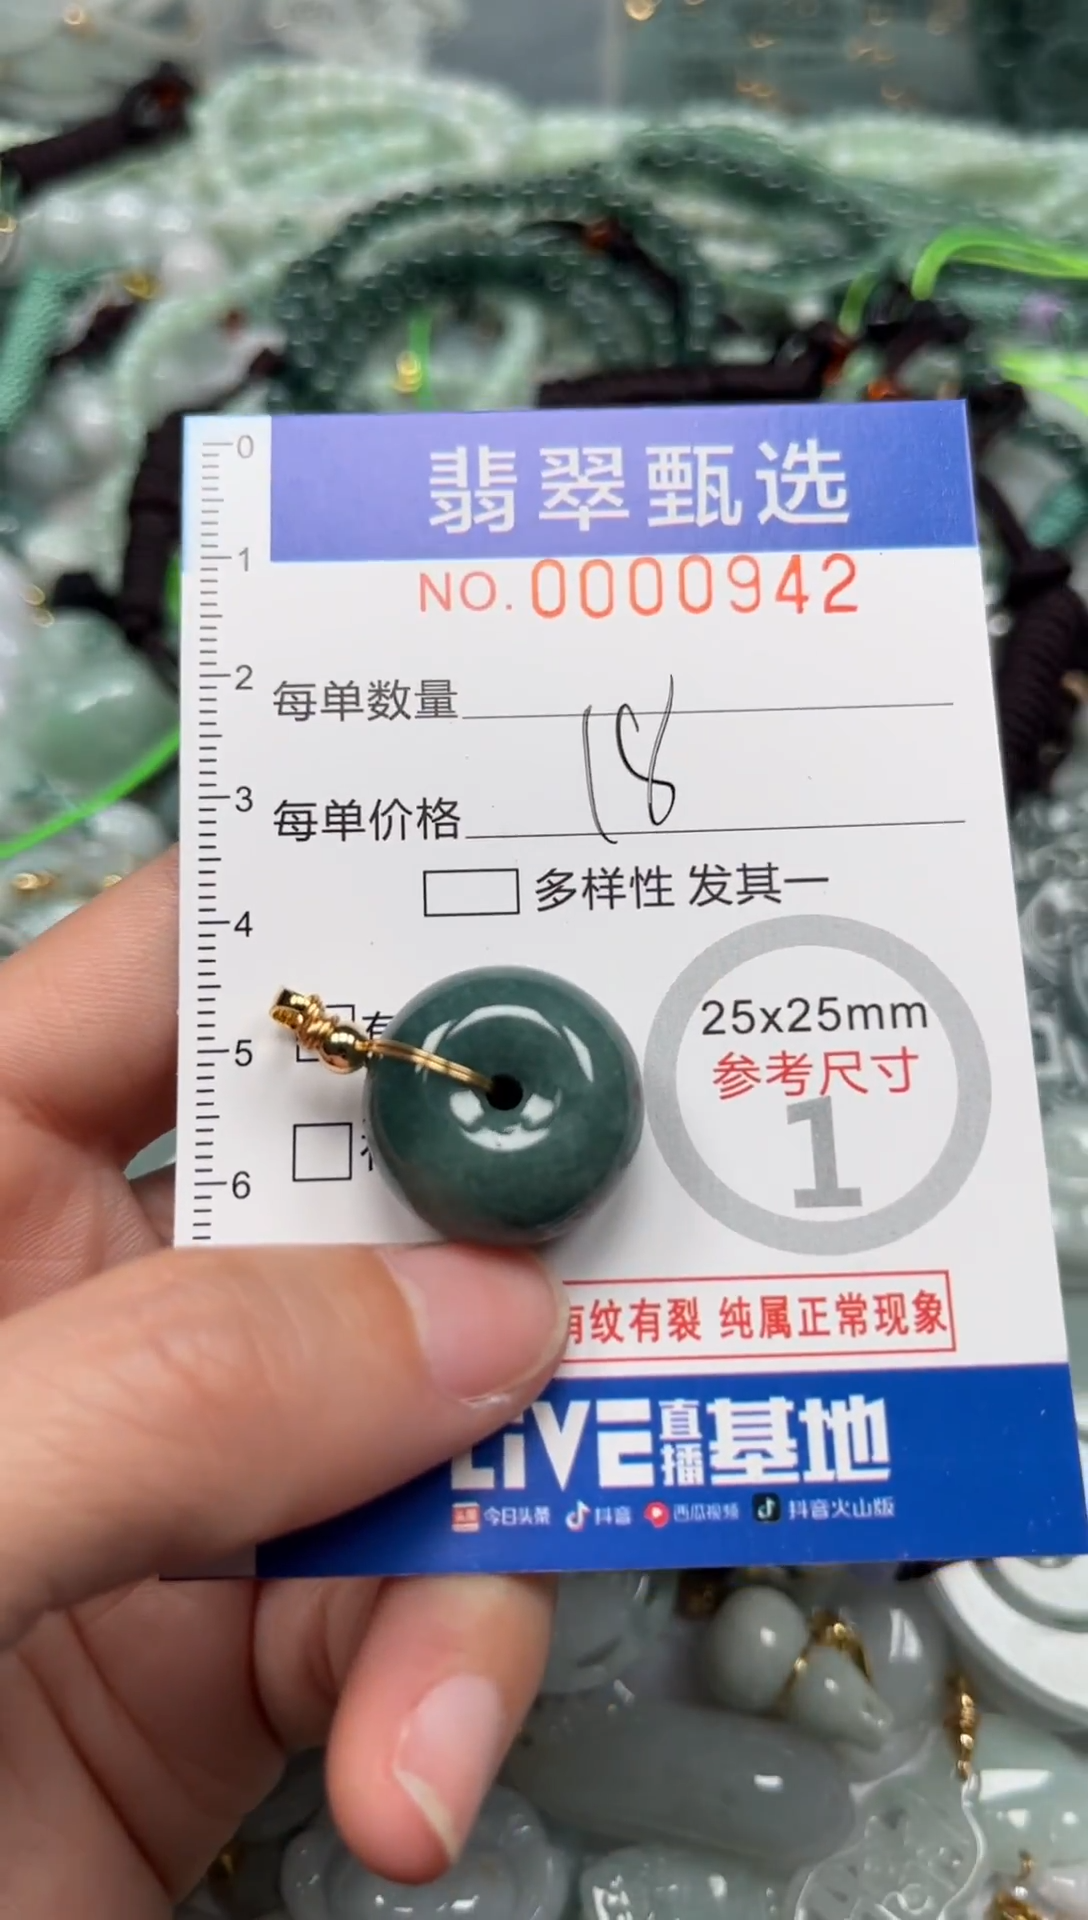 0
翡翠甄选
1
NO.0000942
2
每单数量
18
3
每单价格
多样性 发其一
4
25x25mm
有
5
参考尺寸
1
6
有纹有裂 纯属正常现象
LiVE直播基地
头条 今日头条 抖音 西瓜视频 抖音火山版